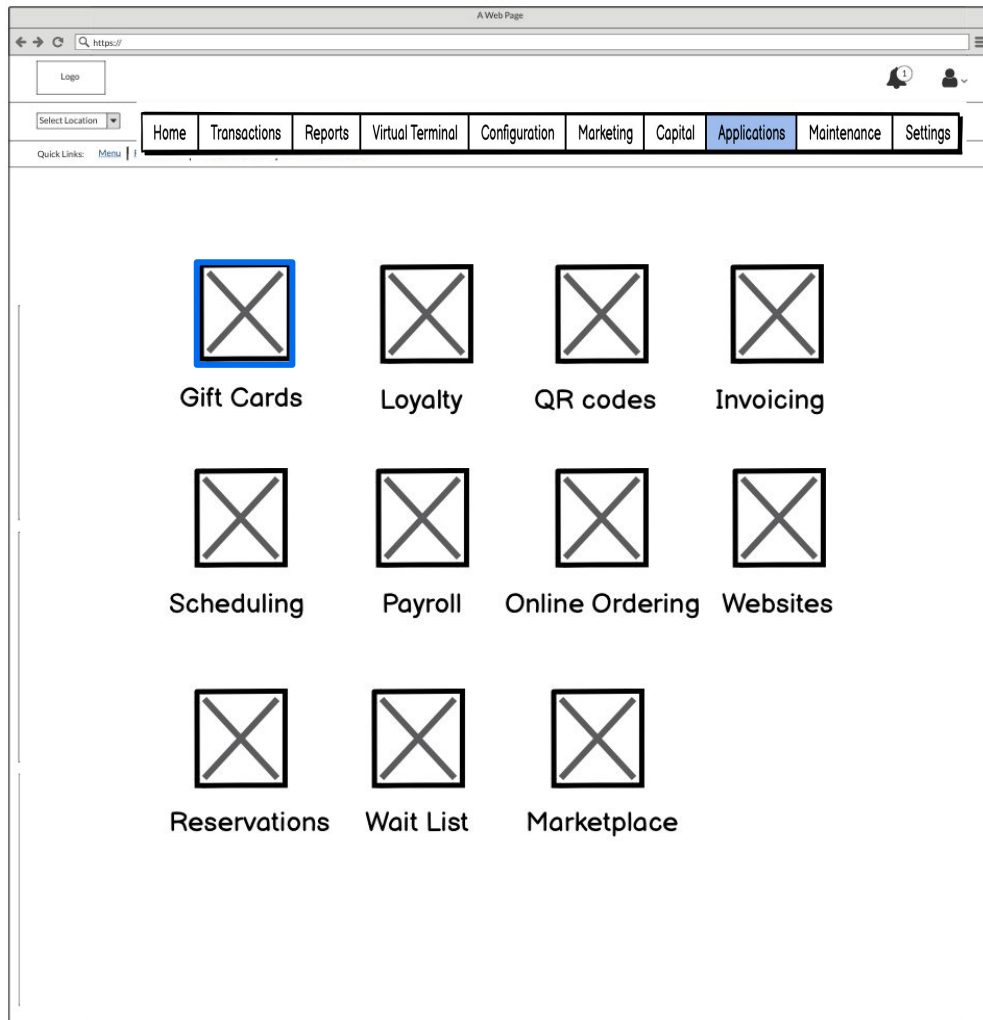 A Web Page
https://
Logo
1
Select Location
Home Transactions Reports Virtual Terminal Configuration Marketing Capital Applications Maintenance Settings
Quick Links: Menu
Gift Cards Loyalty QR codes Invoicing
Scheduling Payroll Online Ordering Websites
Reservations Wait List Marketplace